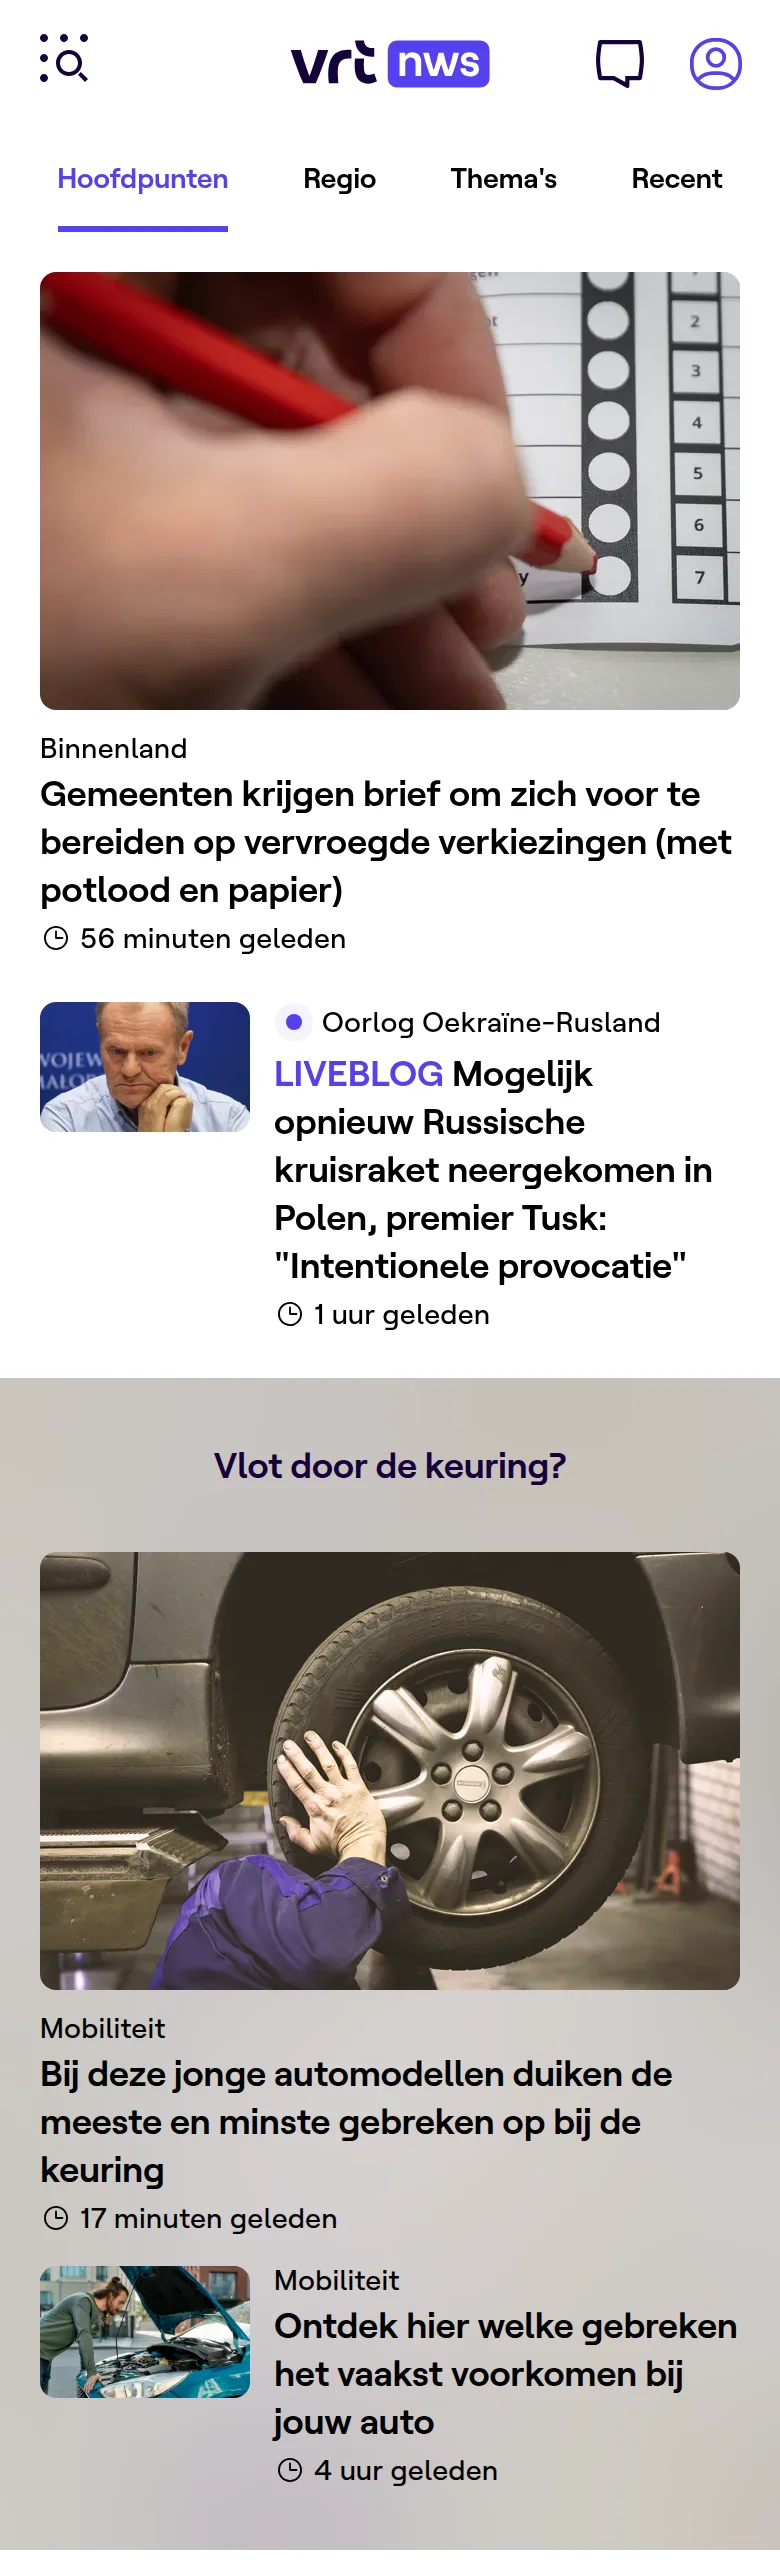 vrt nws
Hoofdpunten Regio Thema's Recent
2
3
4
5
6
7
y
Binnenland
Gemeenten krijgen brief om zich voor te
bereiden op vervroegde verkiezingen (met
potlood en papier)
56 minuten geleden
Oorlog Oekraïne-Rusland
LIVEBLOG Mogelijk
opnieuw Russische
kruisraket neergekomen in
Polen, premier Tusk:
"Intentionele provocatie"
1 uur geleden
Vlot door de keuring?
Mobiliteit
Bij deze jonge automodellen duiken de
meeste en minste gebreken op bij de
keuring
17 minuten geleden
Mobiliteit
Ontdek hier welke gebreken
het vaakst voorkomen bij
jouw auto
4 uur geleden